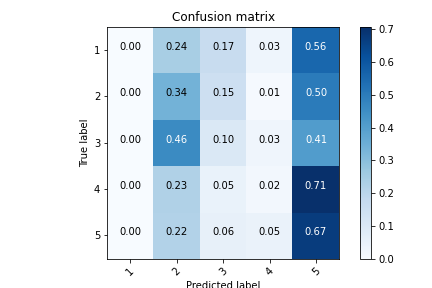 Confusion matrix
True label
1 0.00 0.24 0.17 0.03 0.56
2 0.00 0.34 0.15 0.01 0.50
3 0.00 0.46 0.10 0.03 0.41
4 0.00 0.23 0.05 0.02 0.71
5 0.00 0.22 0.06 0.05 0.67
1 2 3 4 5
Predicted label
0.7
0.6
0.5
0.4
0.3
0.2
0.1
0.0